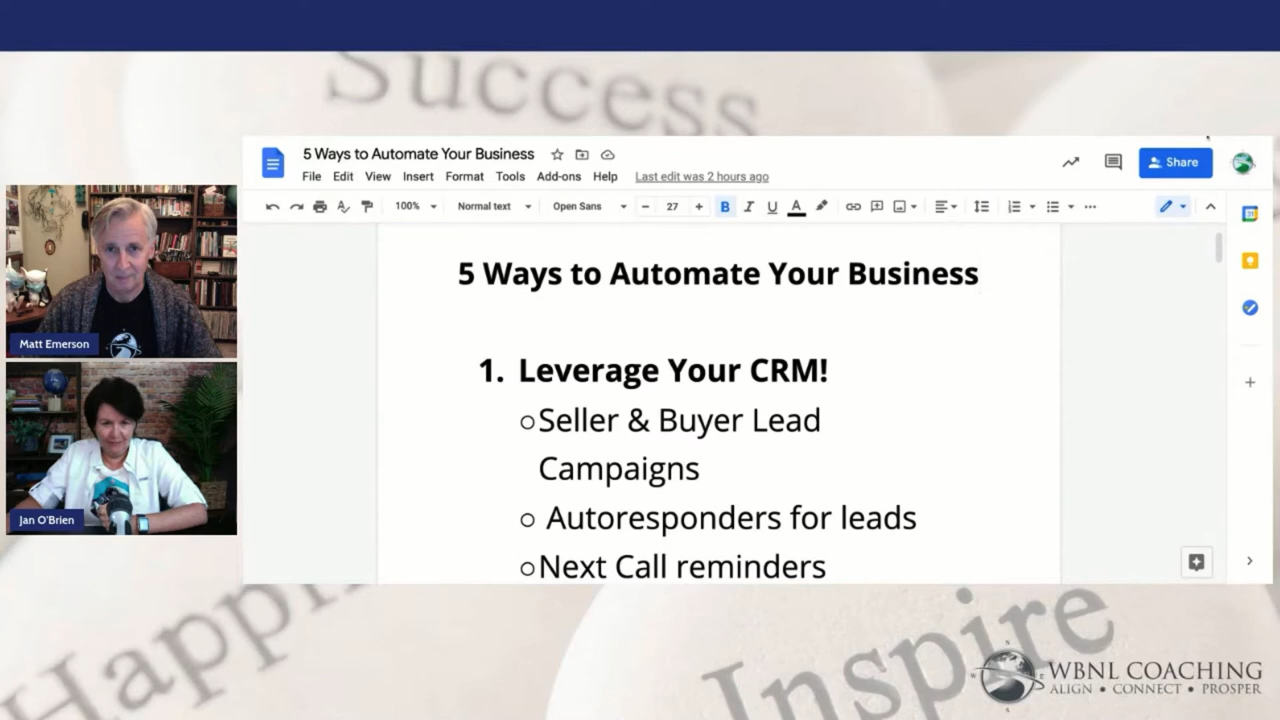 Success
5 Ways to Automate Your Business
File Edit View Insert Format Tools Add-ons Help Last edit was 2 hours ago
Share
100% Normal text Open Sans − 27 + B I U A
5 Ways to Automate Your Business
1. Leverage Your CRM!
○Seller & Buyer Lead
Campaigns
○ Autoresponders for leads
○Next Call reminders
Matt Emerson
Jan O'Brien
Inspire
WBNL COACHING
ALIGN • CONNECT • PROSPER